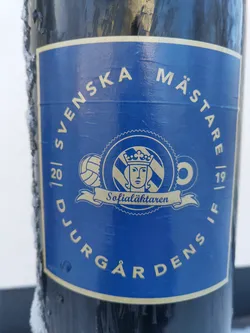 SVENSKA MÄSTARE
20 19
Sofialäktaren
DJURGÅRDENS IF